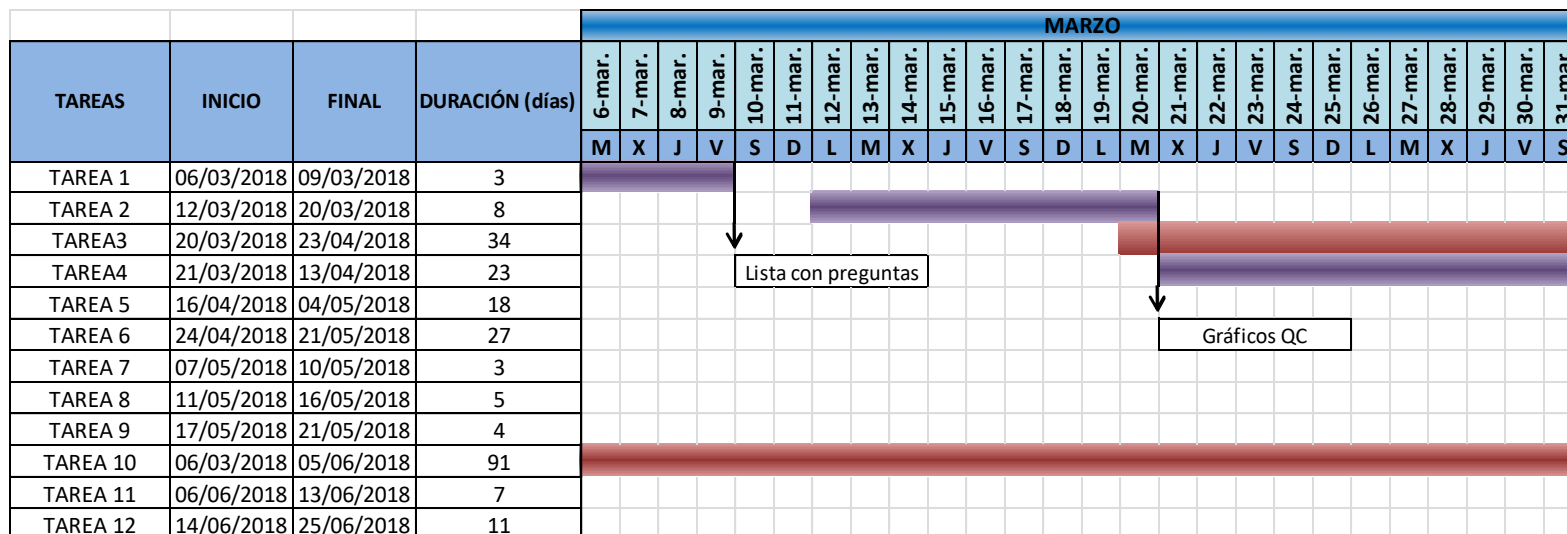 MARZO
TAREAS INICIO FINAL DURACIÓN (días) 6-mar. 7-mar. 8-mar. 9-mar. 10-mar. 11-mar. 12-mar. 13-mar. 14-mar. 15-mar. 16-mar. 17-mar. 18-mar. 19-mar. 20-mar. 21-mar. 22-mar. 23-mar. 24-mar. 25-mar. 26-mar. 27-mar. 28-mar. 29-mar. 30-mar. 31-mar.
M X J V S D L M X J V S D L M X J V S D L M X J V S
TAREA 1 06/03/2018 09/03/2018 3
TAREA 2 12/03/2018 20/03/2018 8
TAREA3 20/03/2018 23/04/2018 34
TAREA4 21/03/2018 13/04/2018 23 Lista con preguntas
TAREA 5 16/04/2018 04/05/2018 18
TAREA 6 24/04/2018 21/05/2018 27 Gráficos QC
TAREA 7 07/05/2018 10/05/2018 3
TAREA 8 11/05/2018 16/05/2018 5
TAREA 9 17/05/2018 21/05/2018 4
TAREA 10 06/03/2018 05/06/2018 91
TAREA 11 06/06/2018 13/06/2018 7
TAREA 12 14/06/2018 25/06/2018 11